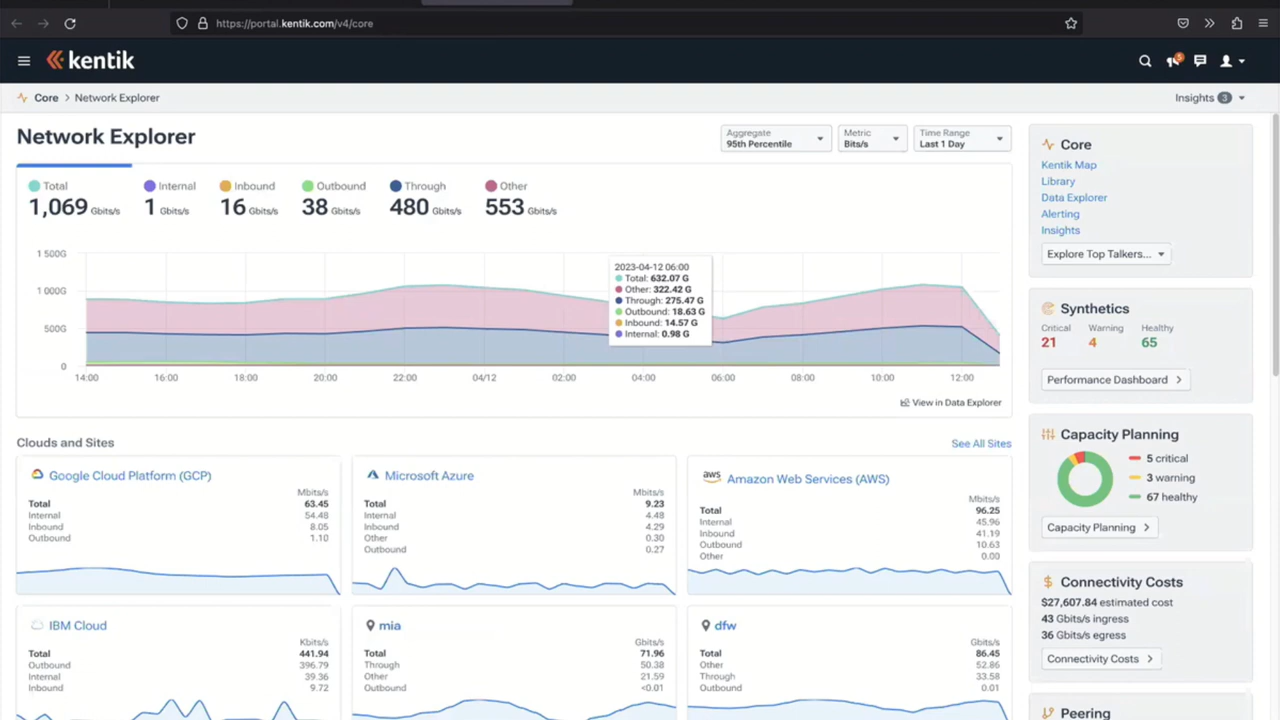 https://portal.kentik.com/v4/core
kentik
5
Core > Network Explorer
Insights 3
Network Explorer
Aggregate
95th Percentile
Metric
Bits/s
Time Range
Last 1 Day
Total Internal Inbound Outbound Through Other
1,069 Gbits/s 1 Gbits/s 16 Gbits/s 38 Gbits/s 480 Gbits/s 553 Gbits/s
1 500G
1 000G
500G
0
14:00 16:00 18:00 20:00 22:00 04/12 02:00 04:00 06:00 08:00 10:00 12:00
2023-04-12 06:00
Total: 632.07 G
Other: 322.42 G
Through: 275.47 G
Outbound: 18.63 G
Inbound: 14.57 G
Internal: 0.98 G
View in Data Explorer
Clouds and Sites
See All Sites
Google Cloud Platform (GCP)
Mbits/s
Total 63.45
Internal 54.48
Inbound 8.05
Outbound 1.10
Microsoft Azure
Mbits/s
Total 9.23
Internal 4.48
Inbound 4.29
Other 0.30
Outbound 0.27
aws Amazon Web Services (AWS)
Mbits/s
Total 96.25
Internal 45.96
Inbound 41.19
Outbound 10.63
Other 0.00
IBM Cloud
Kbits/s
Total 441.94
Outbound 396.79
Internal 39.36
Inbound 9.72
mia
Gbits/s
Total 71.96
Through 50.38
Other 21.59
Outbound <0.01
dfw
Gbits/s
Total 86.45
Other 52.86
Through 33.58
Outbound 0.01
Core
Kentik Map
Library
Data Explorer
Alerting
Insights
Explore Top Talkers...
Synthetics
Critical Warning Healthy
21 4 65
Performance Dashboard >
Capacity Planning
5 critical
3 warning
67 healthy
Capacity Planning >
Connectivity Costs
$27,607.84 estimated cost
43 Gbits/s ingress
36 Gbits/s egress
Connectivity Costs >
Peering